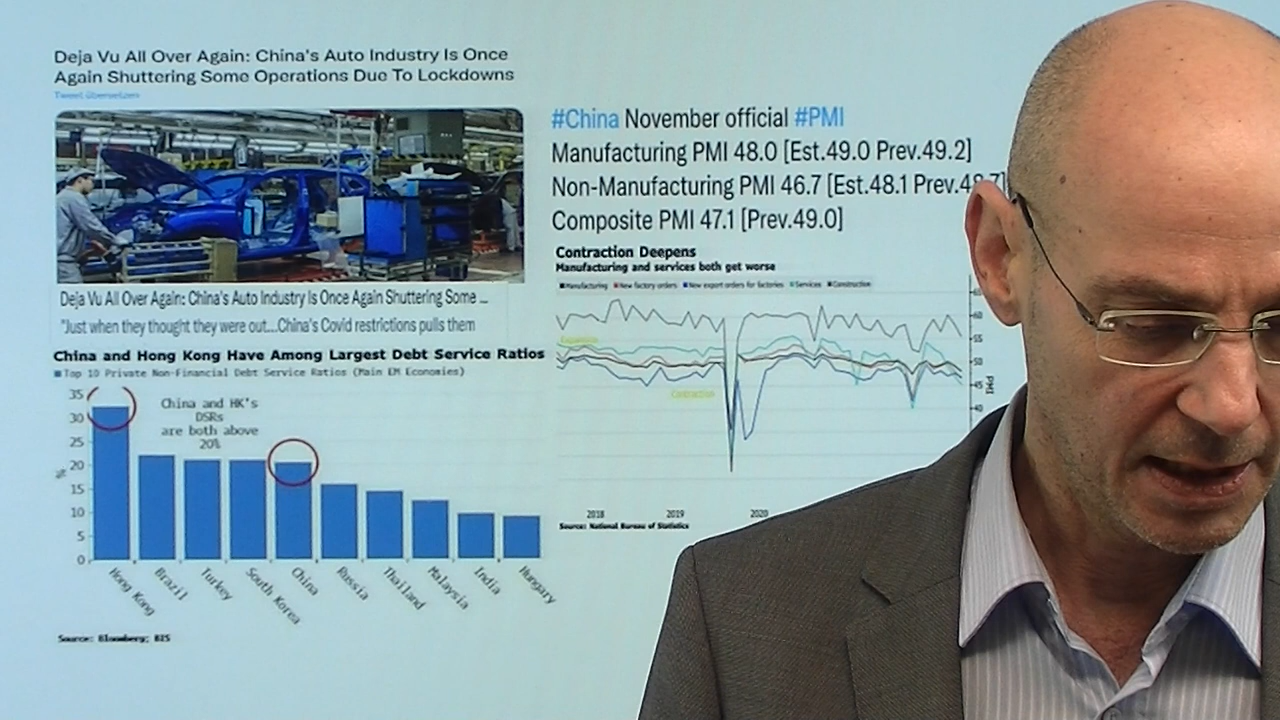 Deja Vu All Over Again: China's Auto Industry Is Once
Again Shuttering Some Operations Due To Lockdowns
Tweet übersetzen
Deja Vu All Over Again: China's Auto Industry Is Once Again Shuttering Some ...
"Just when they thought they were out...China's Covid restrictions pulls them
China and Hong Kong Have Among Largest Debt Service Ratios
Top 10 Private Non-Financial Debt Service Ratios (Main EM Economies)
35
30
25
20
15
10
5
0
%
China and HK's
DSRs
are both above
20%
Hong Kong
Brazil
Turkey
South Korea
China
Russia
Thailand
Malaysia
India
Hungary
Source: Bloomberg; BIS
#China November official #PMI
Manufacturing PMI 48.0 [Est.49.0 Prev.49.2]
Non-Manufacturing PMI 46.7 [Est.48.1 Prev.48.7]
Composite PMI 47.1 [Prev.49.0]
Contraction Deepens
Manufacturing and services both get worse
Manufacturing New factory orders New export orders for factories Services Construction
Expansion
Contraction
60
55
50
45
40
PMI
2018
2019
2020
Source: National Bureau of Statistics